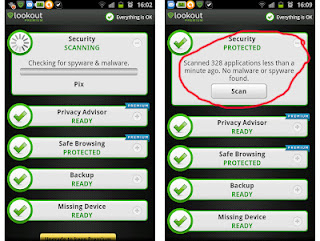 16:02
lookout
PREMIUM
Everything is OK
Security
SCANNING
Checking for spyware & malware.
Pix
PREMIUM
Privacy Advisor
READY
Safe Browsing
PROTECTED
Backup
READY
Missing Device
READY
16:03
lookout
PREMIUM
Everything is OK
Security
PROTECTED
Scanned 328 applications less than a
minute ago. No malware or spyware
found.
Scan
PREMIUM
Privacy Advisor
READY
PREMIUM
Safe Browsing
PROTECTED
Backup
READY
Missing Device
READY